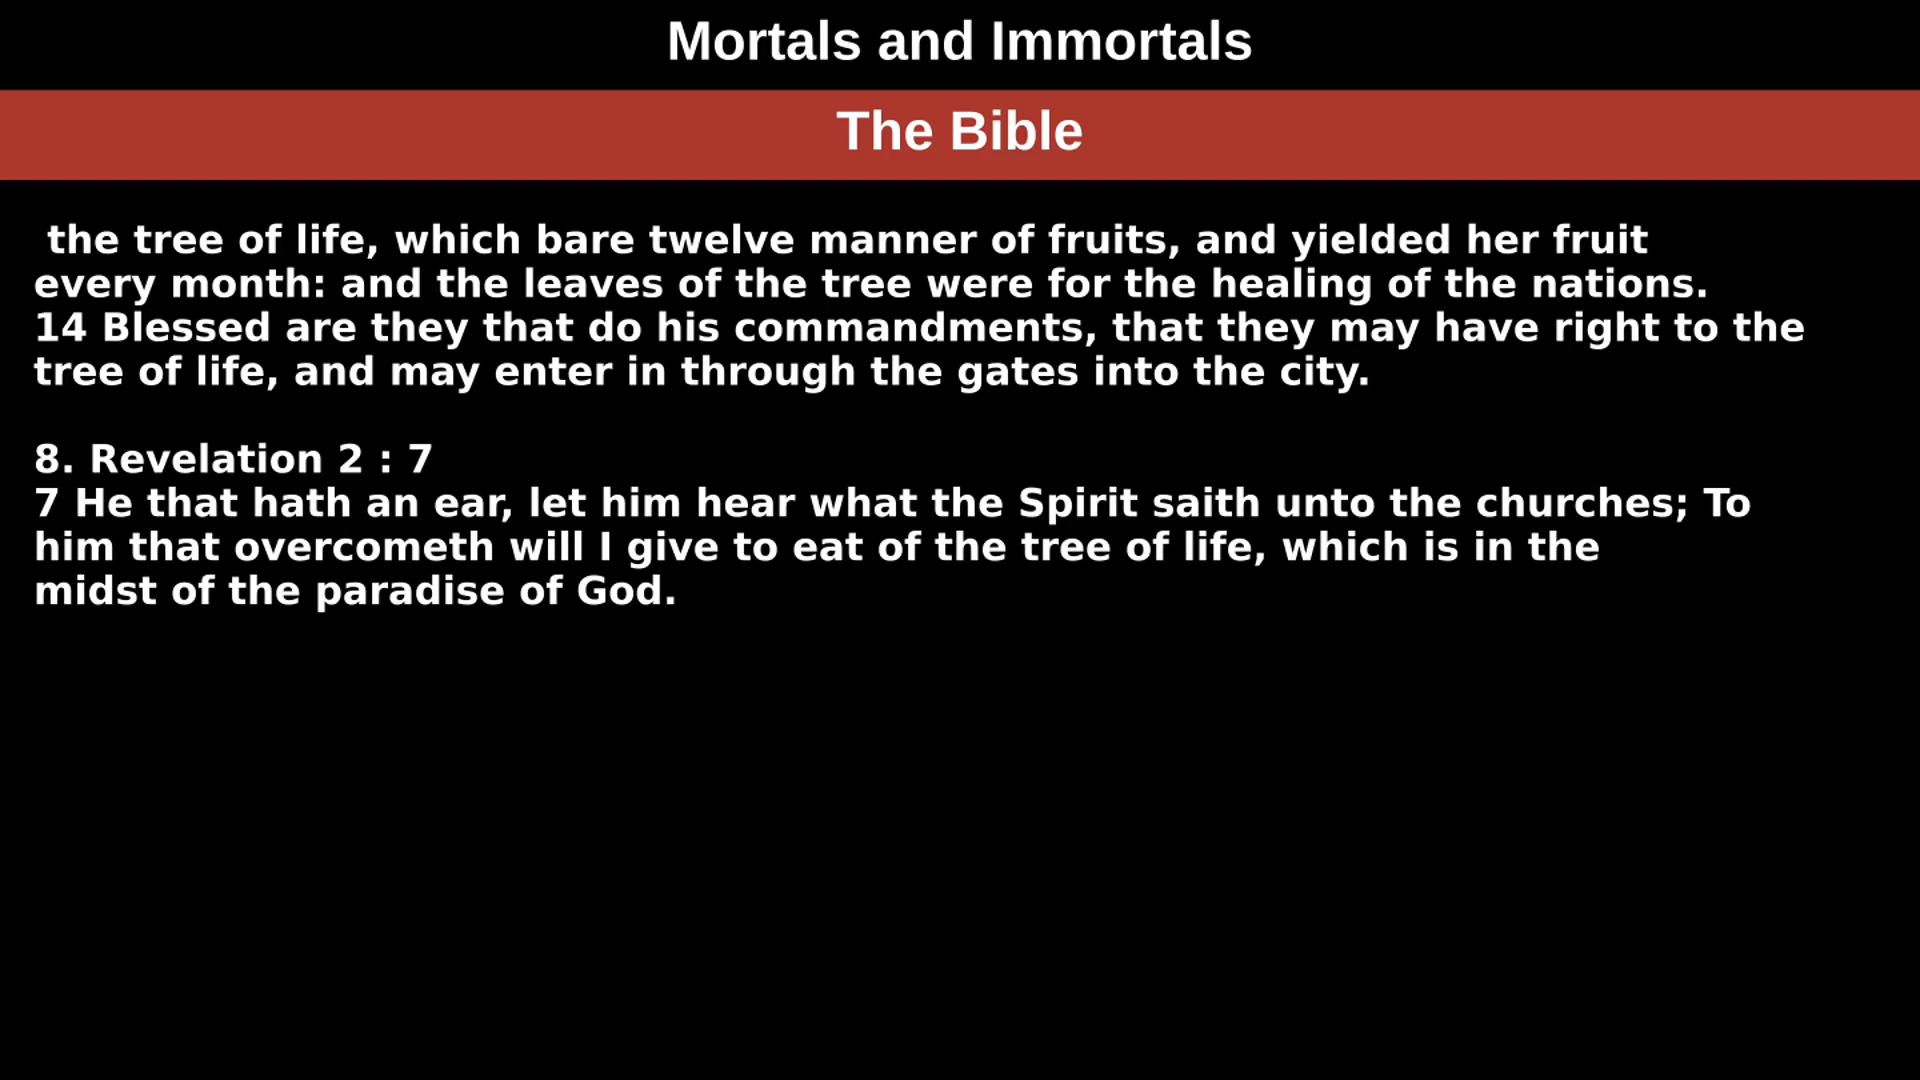 Mortals and Immortals
The Bible
the tree of life, which bare twelve manner of fruits, and yielded her fruit
every month: and the leaves of the tree were for the healing of the nations.
14 Blessed are they that do his commandments, that they may have right to the
tree of life, and may enter in through the gates into the city.
8. Revelation 2 : 7
7 He that hath an ear, let him hear what the Spirit saith unto the churches; To
him that overcometh will I give to eat of the tree of life, which is in the
midst of the paradise of God.